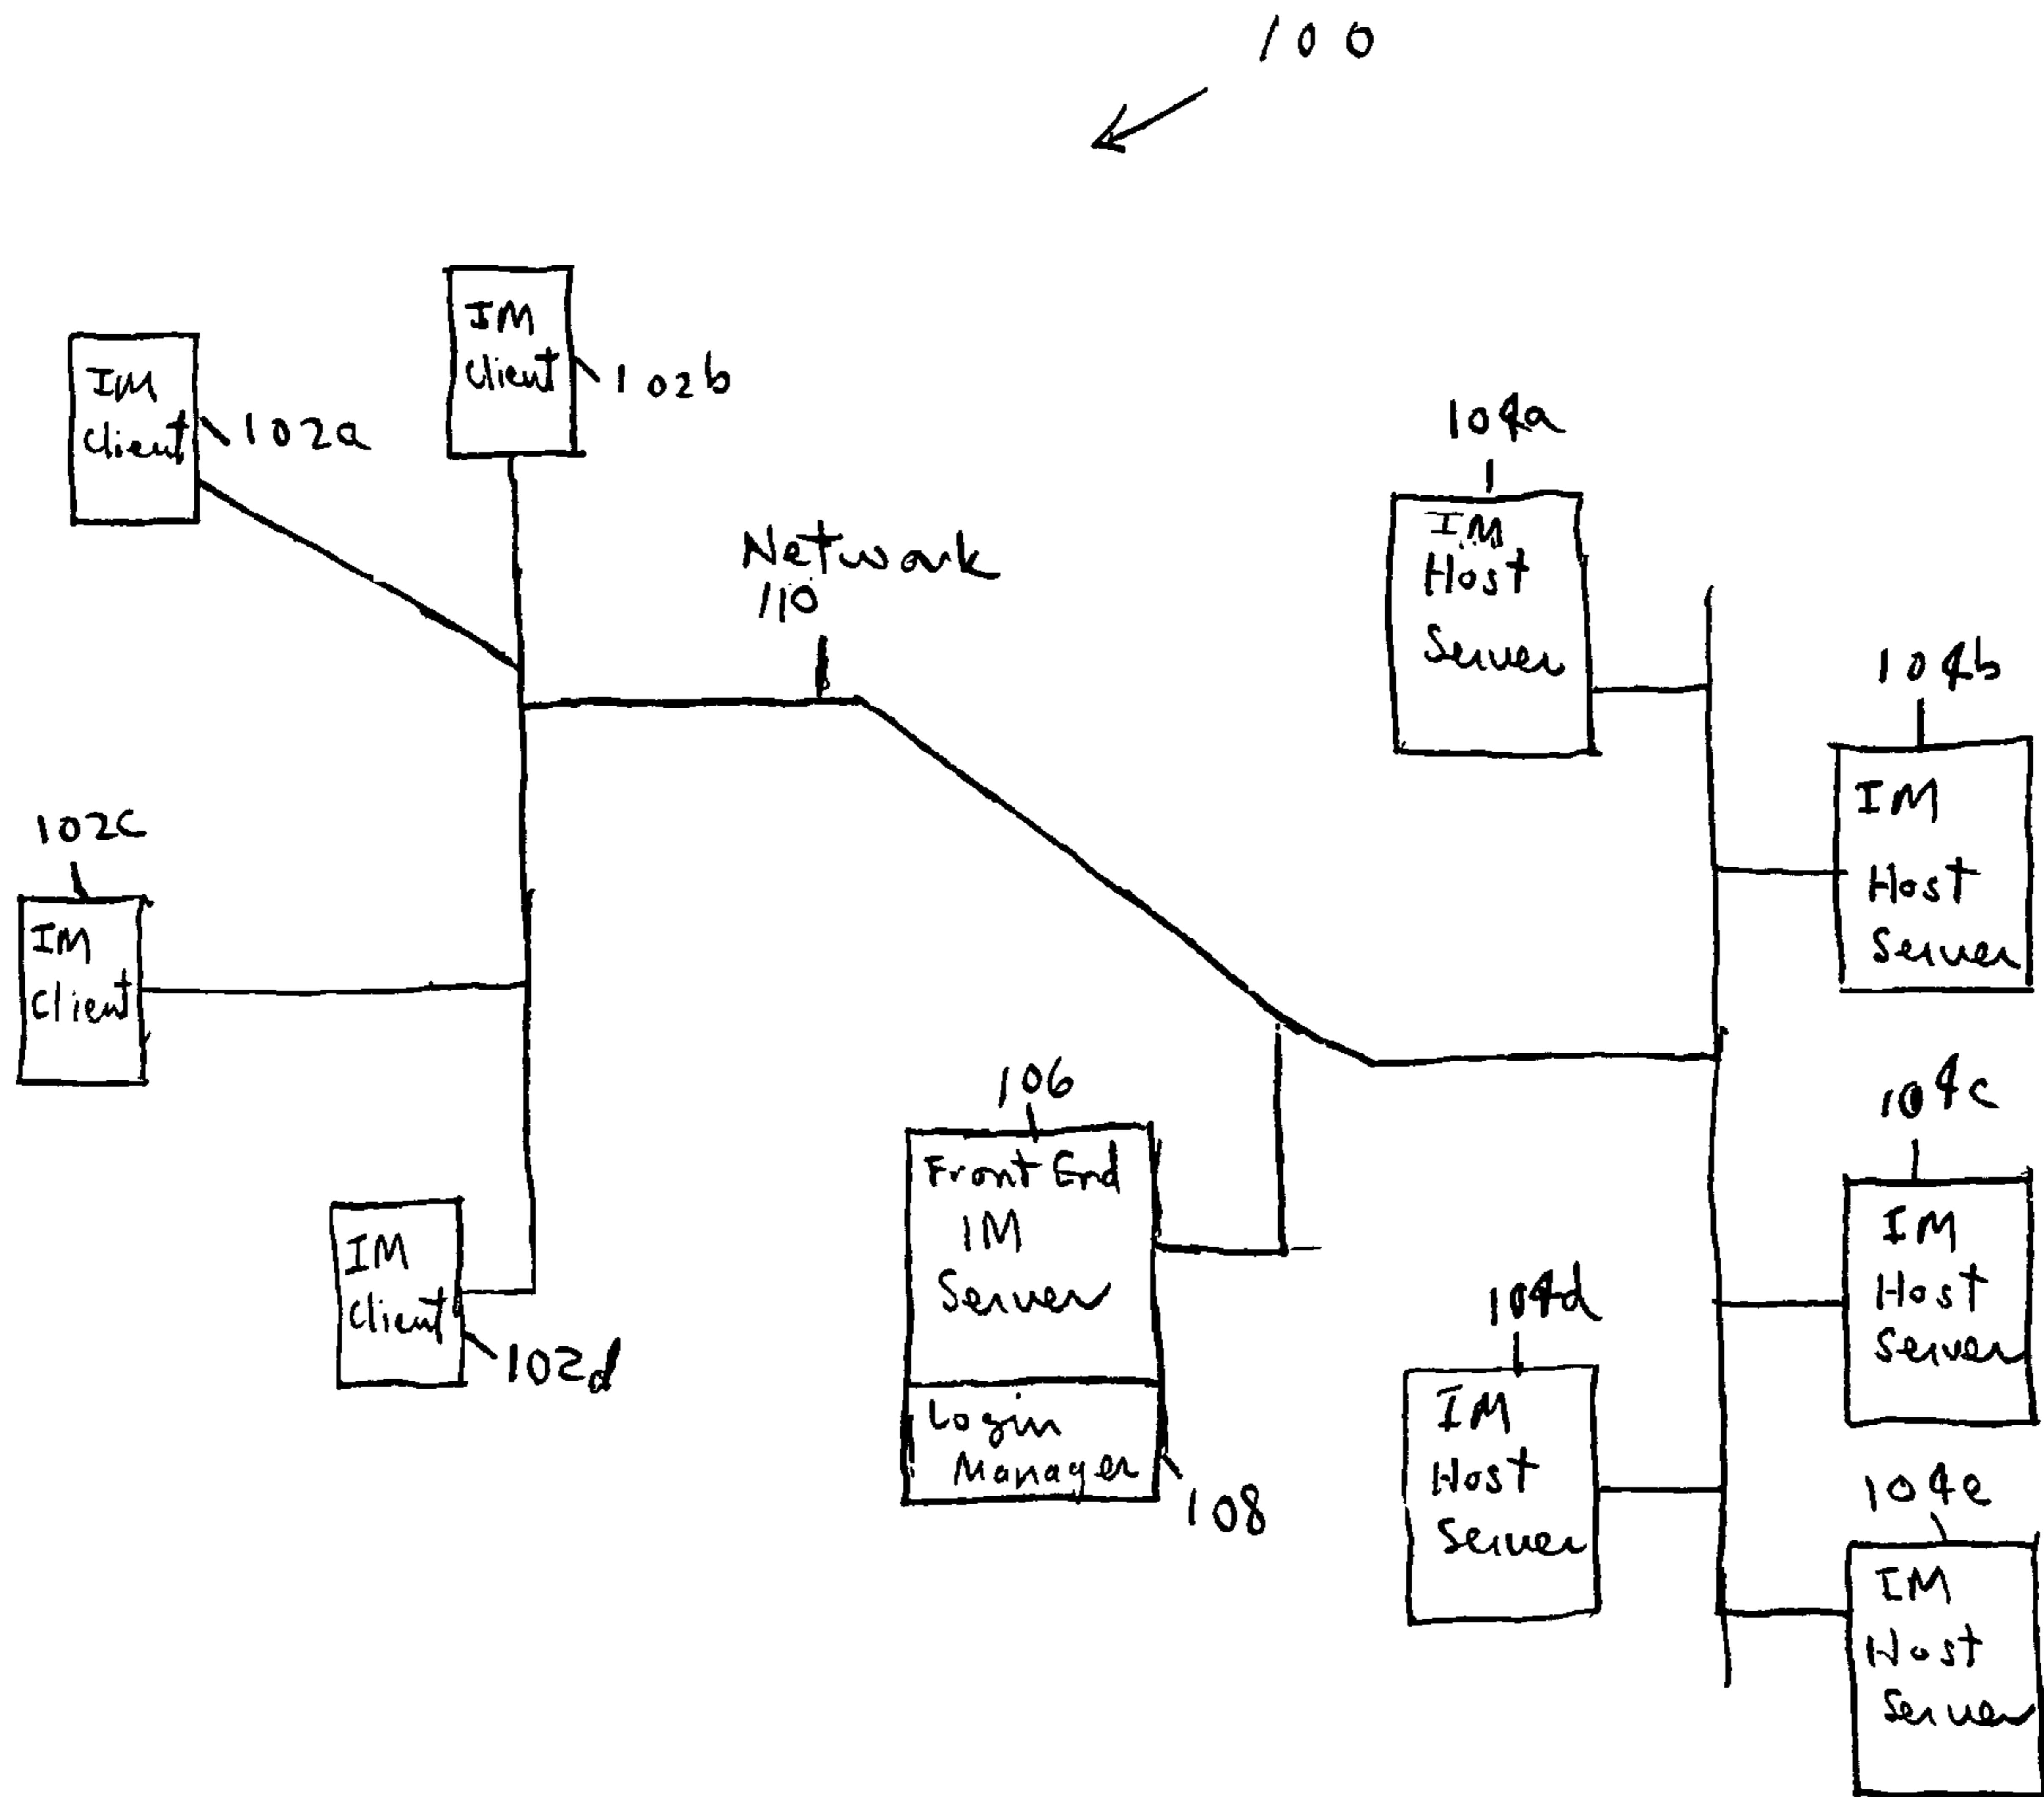 100
IM
Client
102a
IM
Client
102b
Network
110
104a
IM
Host
Server
104b
IM
Host
Server
102c
IM
Client
106
Front End
IM
Server
Login
Manager
108
104c
IM
Host
Server
IM
Client
102d
104d
IM
Host
Server
104e
IM
Host
Server